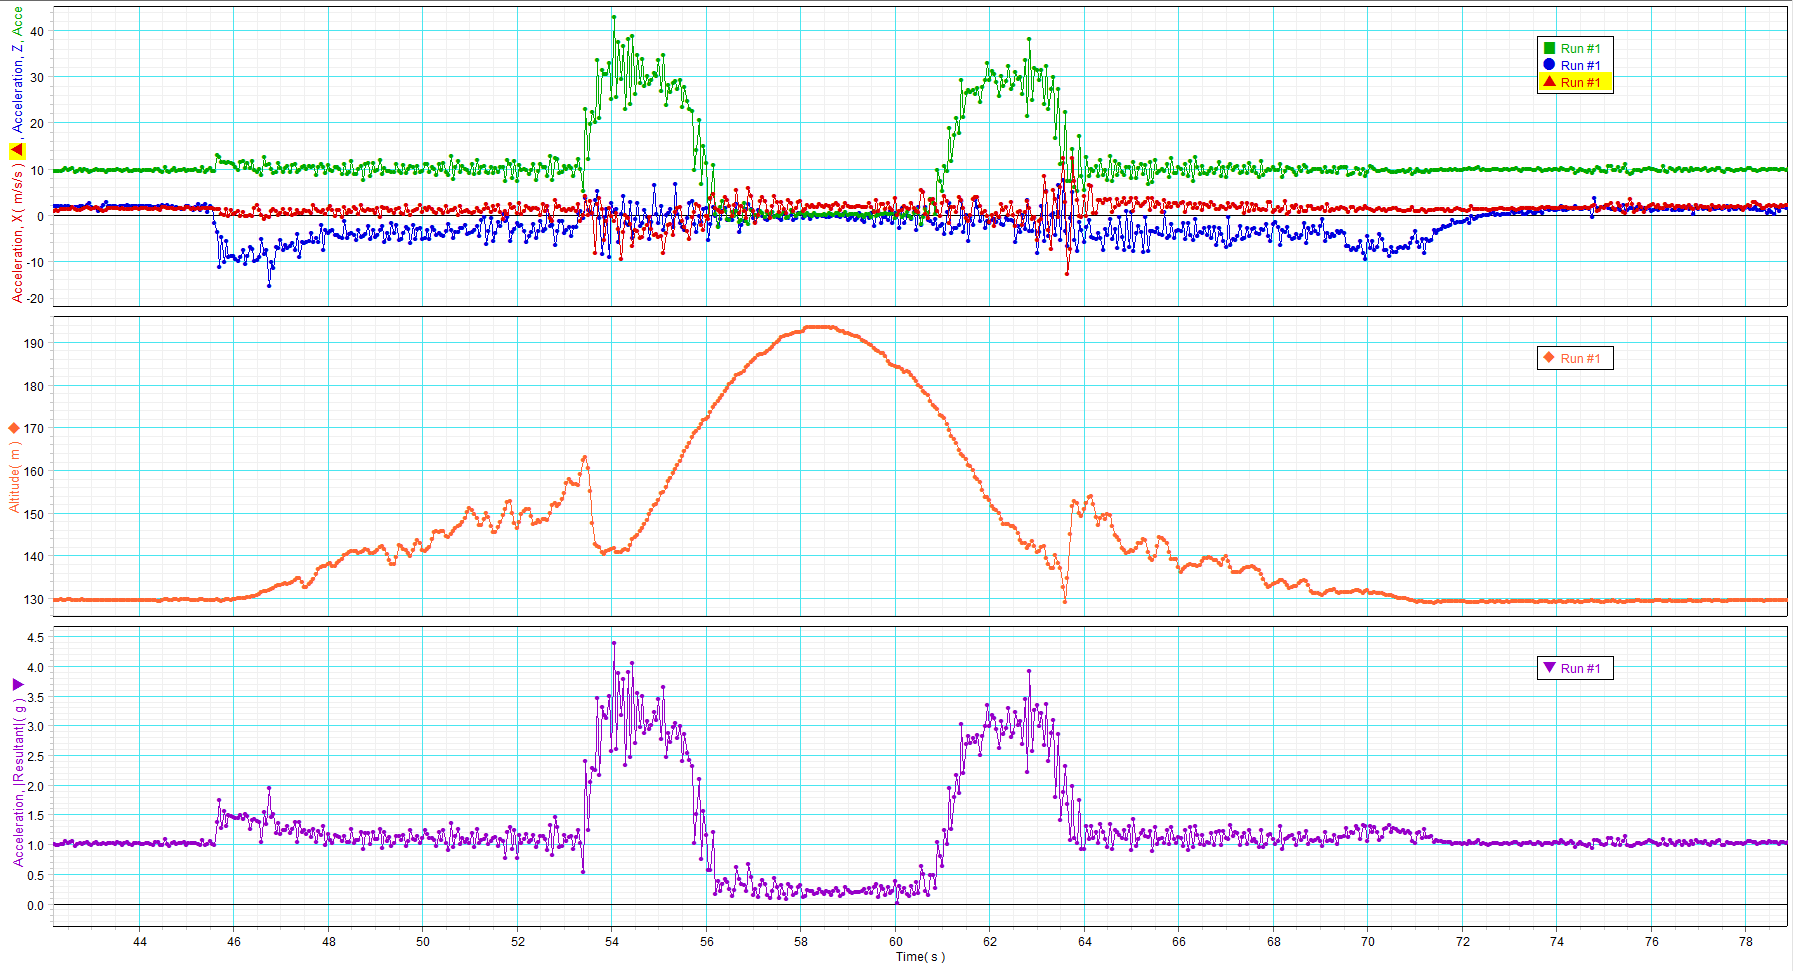 Acceleration, X ( m/s/s ) ▲, Acceleration, Z, Acce
40
30
20
10
0
-10
-20
■ Run #1
● Run #1
▲ Run #1
Altitude( m ) ◆
190
180
170
160
150
140
130
◆ Run #1
Acceleration, |Resultant|( g ) ▼
4.5
4.0
3.5
3.0
2.5
2.0
1.5
1.0
0.5
0.0
▼ Run #1
44 46 48 50 52 54 56 58 60 62 64 66 68 70 72 74 76 78
Time( s )